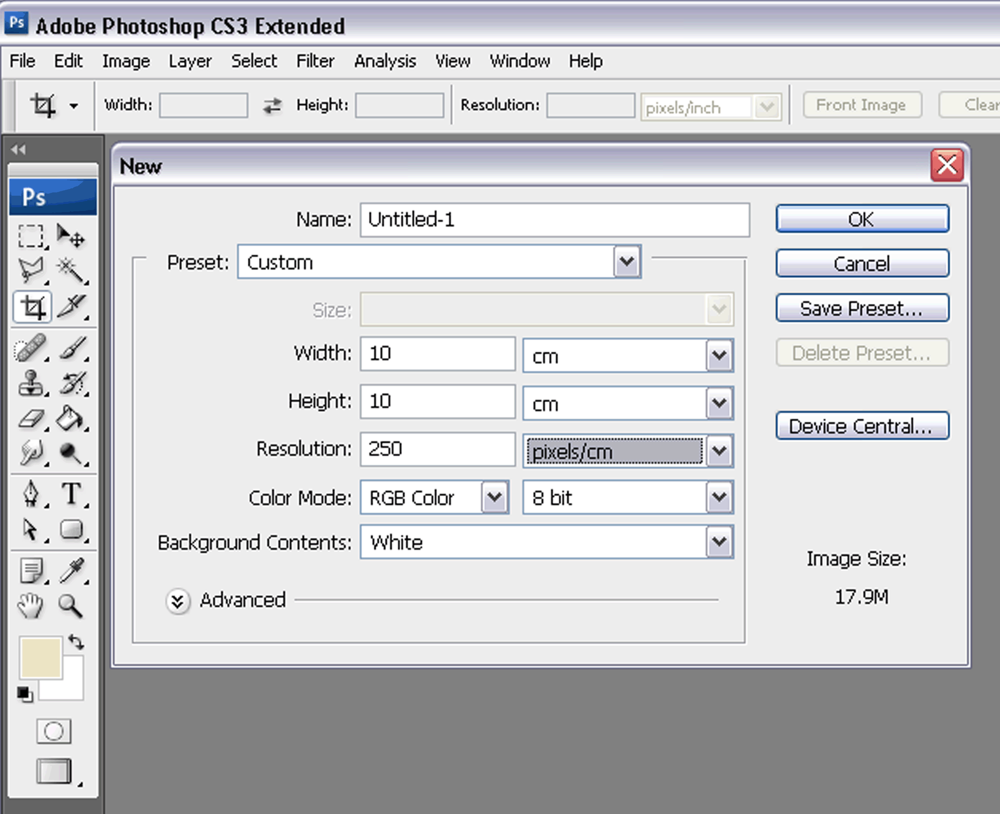 Ps Adobe Photoshop CS3 Extended
File Edit Image Layer Select Filter Analysis View Window Help
Width: Height: Resolution: pixels/inch Front Image Clear
New
Ps
Name: Untitled-1 OK
Preset: Custom Cancel
Size: Save Preset...
Width: 10 cm Delete Preset...
Height: 10 cm
Device Central...
Resolution: 250 pixels/cm
Color Mode: RGB Color 8 bit
Background Contents: White
Image Size:
Advanced
17.9M